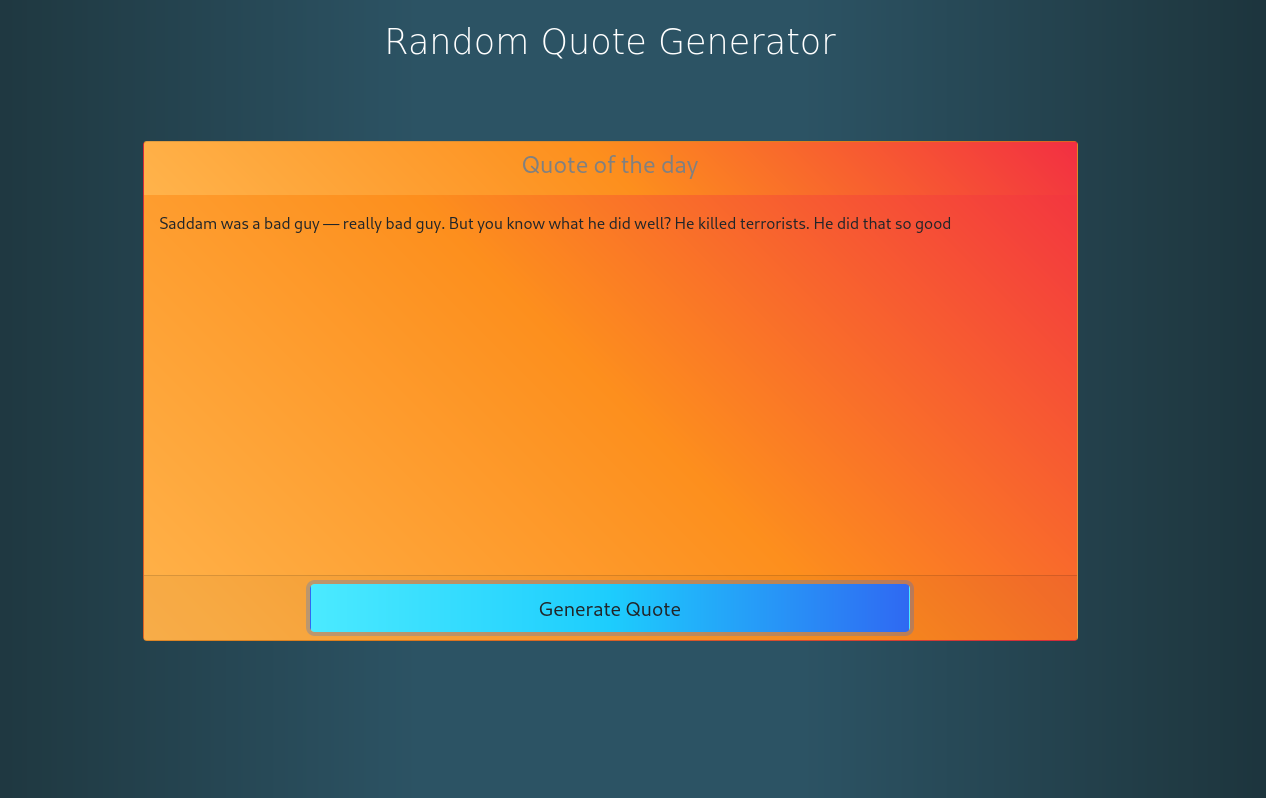 Random Quote Generator
Quote of the day
Saddam was a bad guy — really bad guy. But you know what he did well? He killed terrorists. He did that so good
Generate Quote